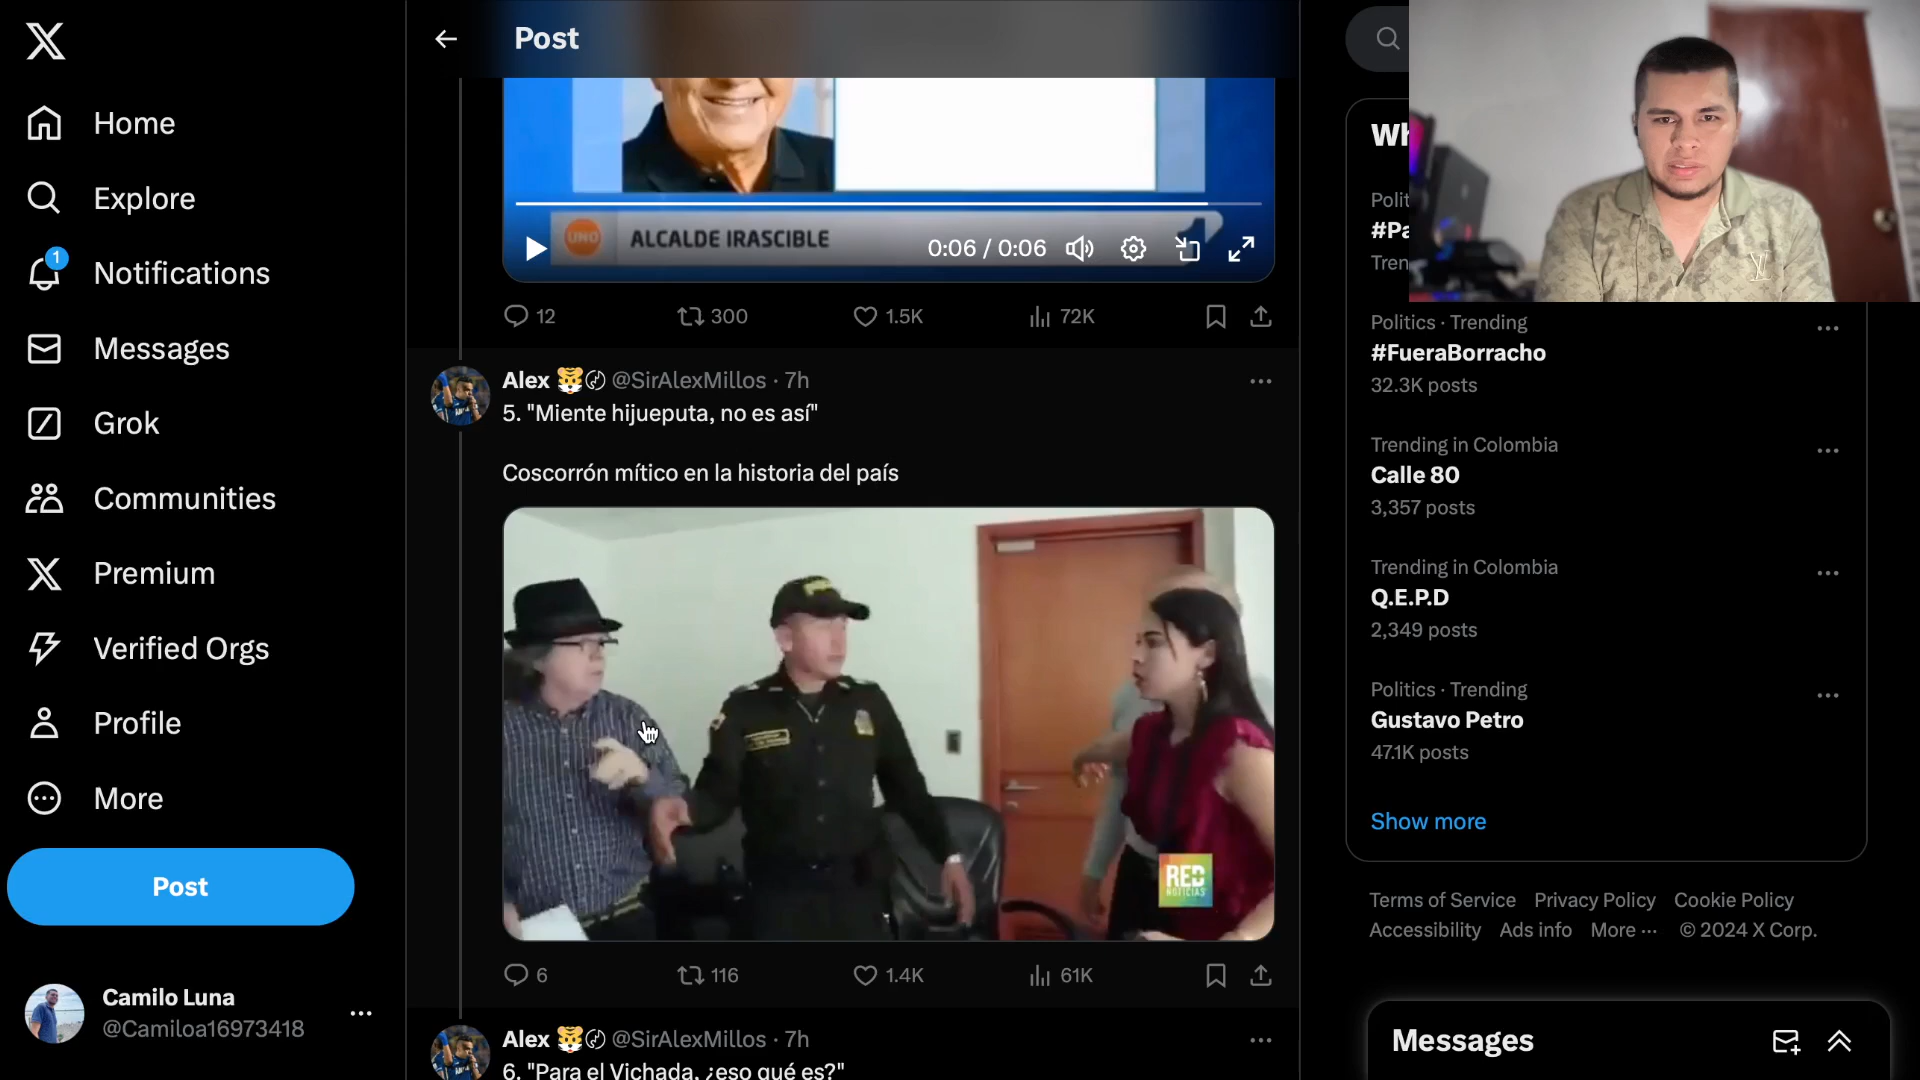 Home
Explore
1
Notifications
Messages
Grok
Communities
Premium
Verified Orgs
Profile
More
Post
Camilo Luna
@Camiloa16973418
Post
UNO ALCALDE IRASCIBLE
0:06 / 0:06
12 300 1.5K 72K
Alex @SirAlexMillos · 7h
5. "Miente hijueputa, no es así"
Coscorrón mítico en la historia del país
RED
NOTICIAS
6 116 1.4K 61K
Alex @SirAlexMillos · 7h
6. "Para el Vichada, ¿eso qué es?"
Politics · Trending
#FueraBorracho
32.3K posts
Trending in Colombia
Calle 80
3,357 posts
Trending in Colombia
Q.E.P.D
2,349 posts
Politics · Trending
Gustavo Petro
47.1K posts
Show more
Terms of Service Privacy Policy Cookie Policy
Accessibility Ads info More ··· © 2024 X Corp.
Messages